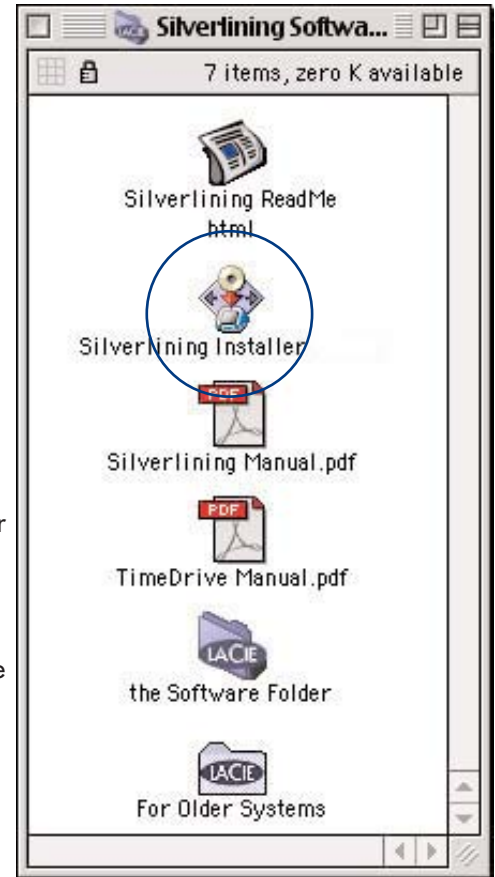 Silverlining Softwa...
7 items, zero K available
Silverlining ReadMe
html
Silverlining Installer
PDF
Silverlining Manual.pdf
PDF
TimeDrive Manual.pdf
r
LACIE
e
the Software Folder
LACIE
For Older Systems